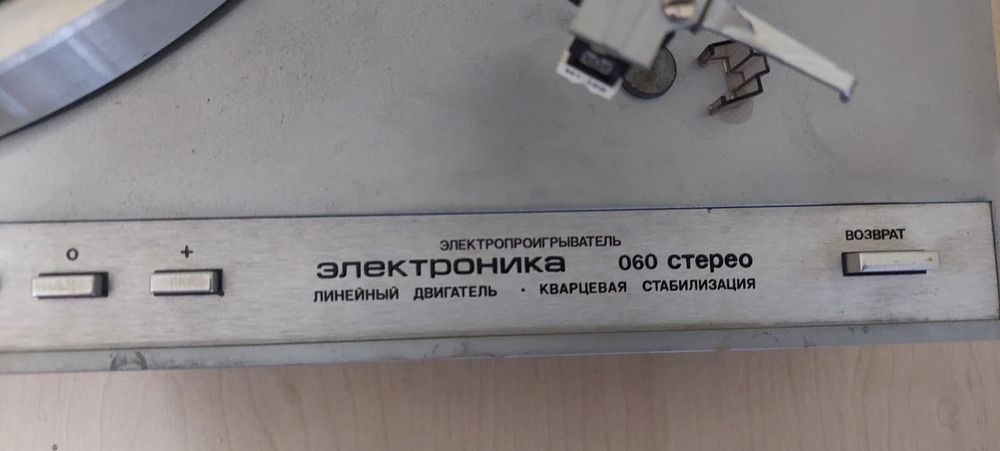 ЭЛЕКТРОПРОИГРЫВАТЕЛЬ
O + электроника 060 стерео ВОЗВРАТ
ЛИНЕЙНЫЙ ДВИГАТЕЛЬ · КВАРЦЕВАЯ СТАБИЛИЗАЦИЯ